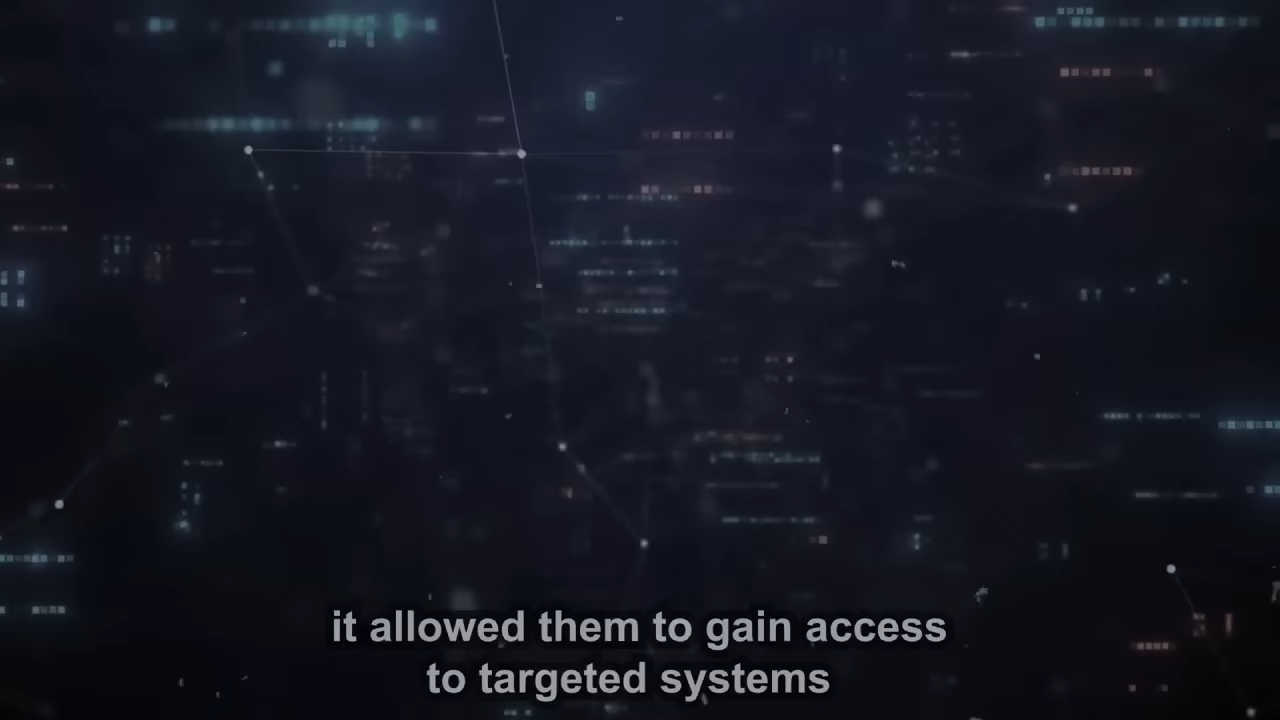 it allowed them to gain access
to targeted systems